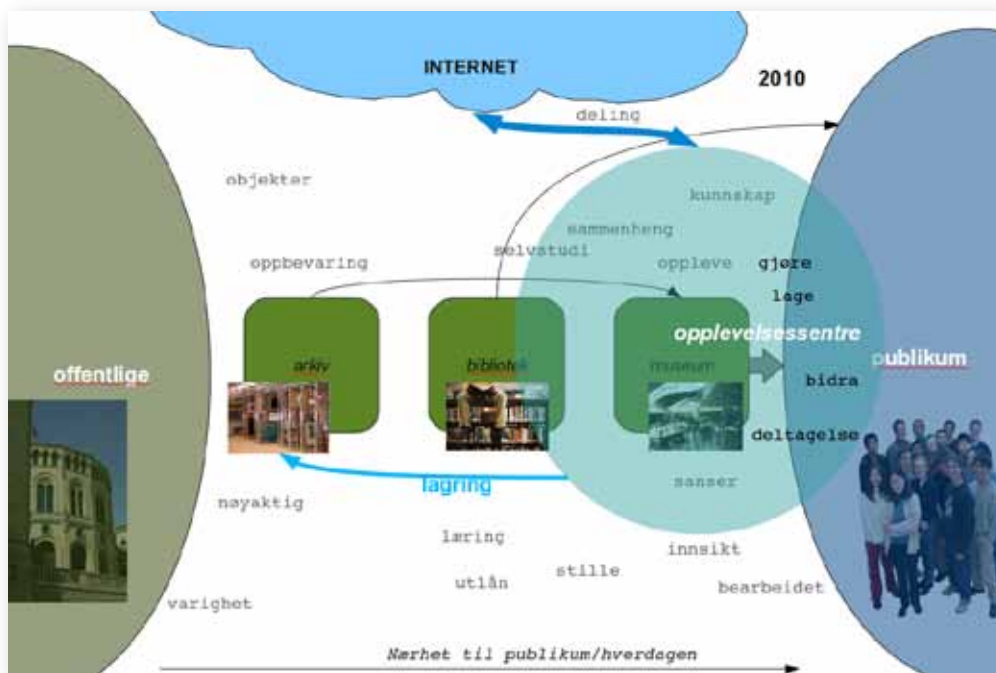 INTERNET
2010
deling
objekter
kunnskap
sammenheng
selvstudi
oppbevaring
oppleve
gjøre
lage
opplevelsessentre
arkiv
bibliotek
museum
offentlige
publikum
bidra
deltagelse
lagring
sanser
nøyaktig
læring
innsikt
stille
utlån
bearbeidet
varighet
Nærhet til publikum/hverdagen